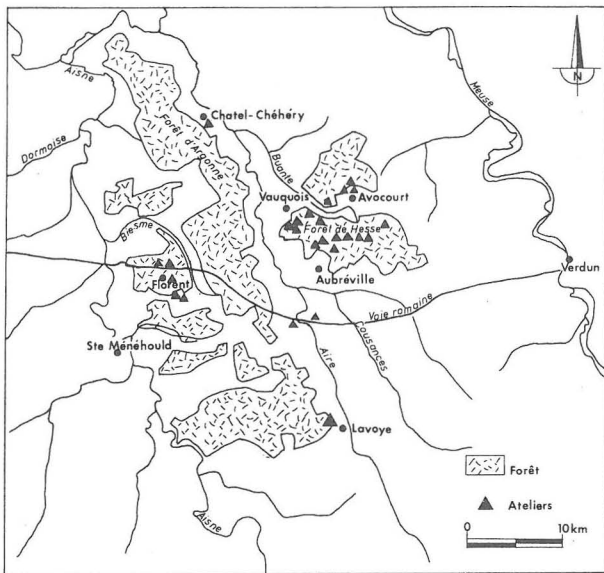 Aisne
N
Meuse
Chatel-Chéhéry
Forêt d'Argonne
Dormoise
Buante
Vauquois
Avocourt
Biesme
Forêt de Hesse
Verdun
Florent
Aubréville
Voie romaine
Ste Ménéhould
Aire
Cousances
Lavoye
Forêt
Ateliers
Aisne
0 10km